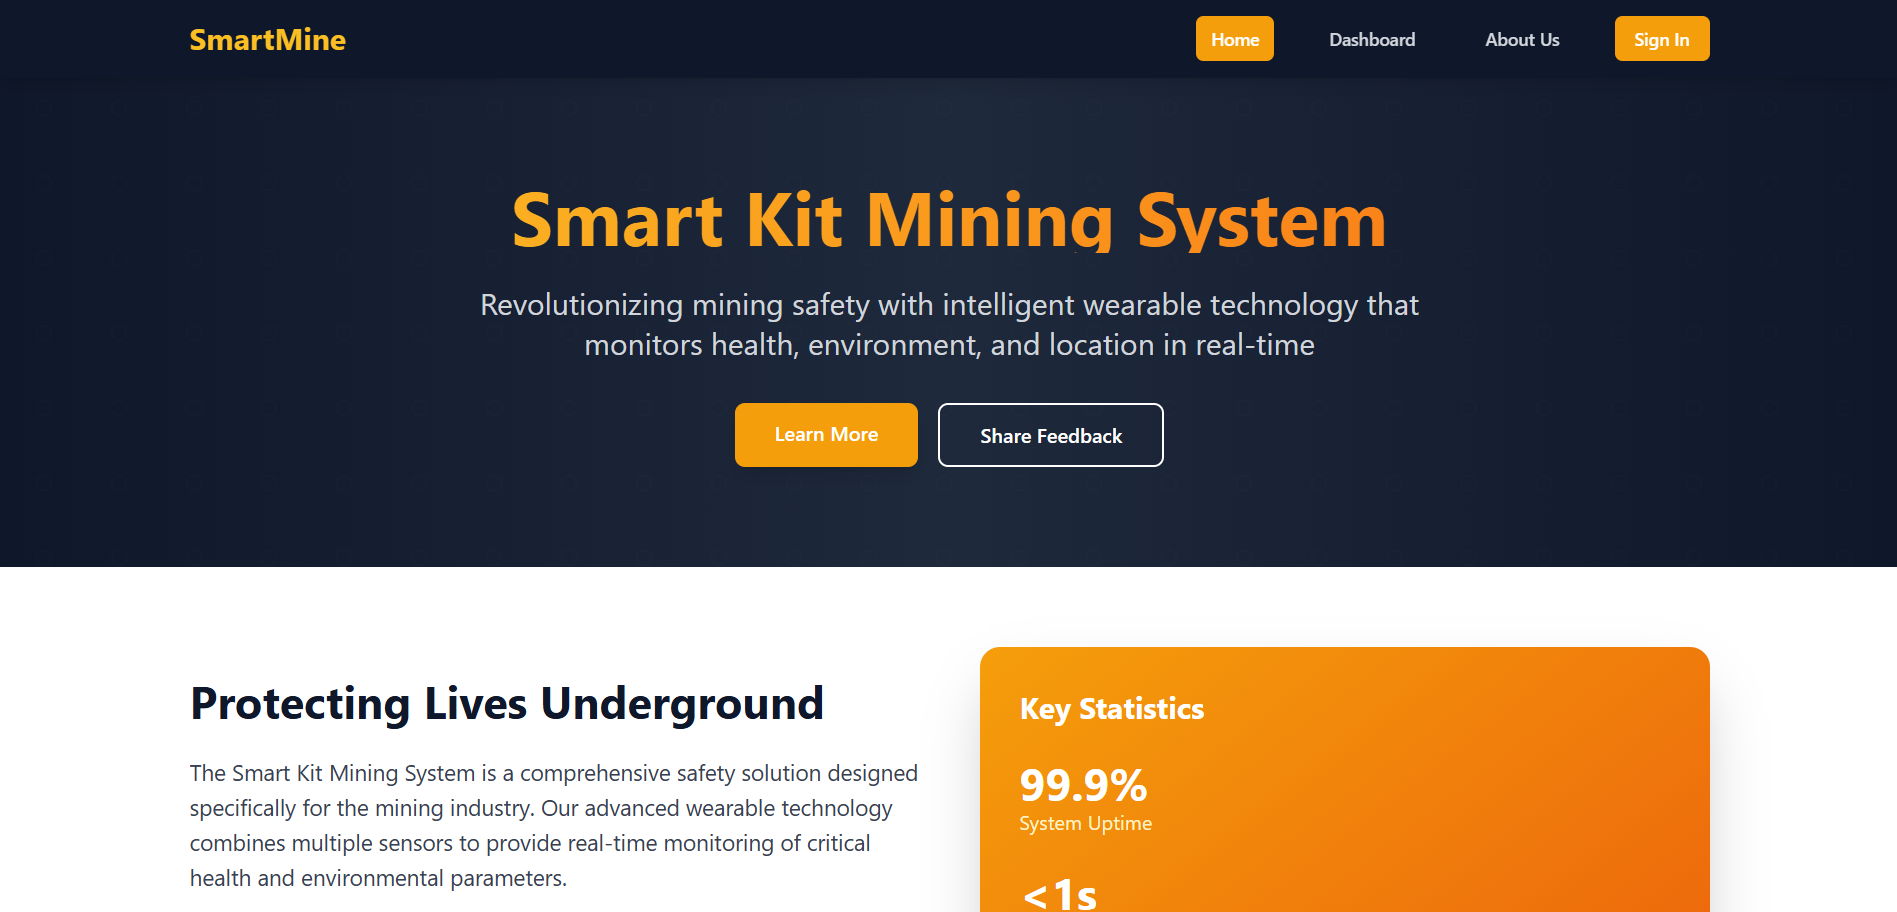 SmartMine
Home
Dashboard
About Us
Sign In
Smart Kit Mining System
Revolutionizing mining safety with intelligent wearable technology that
monitors health, environment, and location in real-time
Learn More
Share Feedback
Protecting Lives Underground
The Smart Kit Mining System is a comprehensive safety solution designed
specifically for the mining industry. Our advanced wearable technology
combines multiple sensors to provide real-time monitoring of critical
health and environmental parameters.
Key Statistics
99.9%
System Uptime
<1s